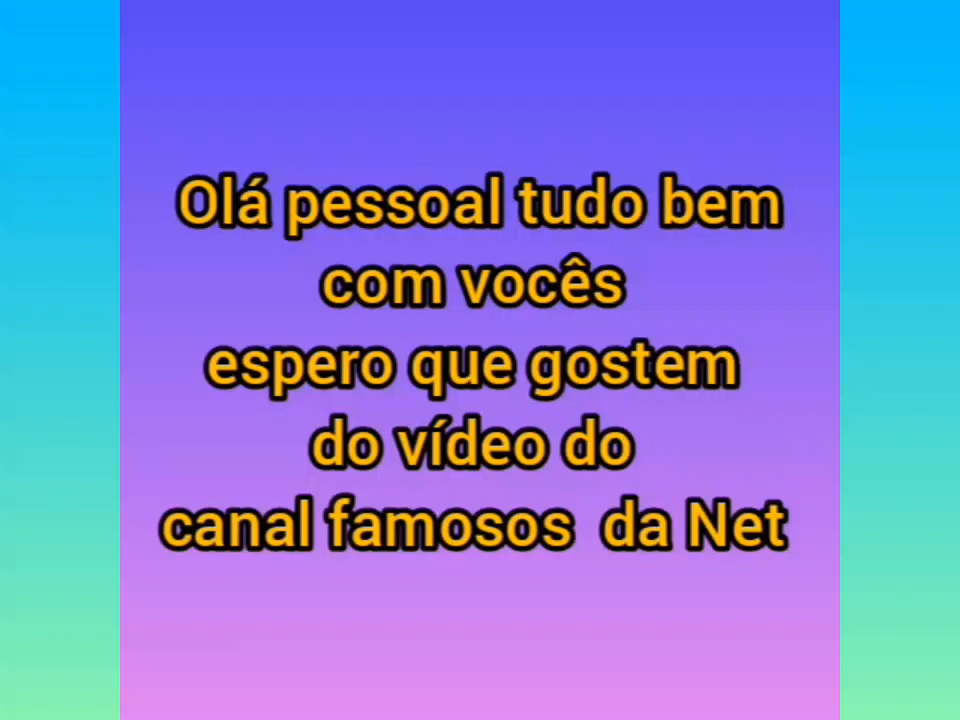 Olá pessoal tudo bem
com vocês
espero que gostem
do vídeo do
canal famosos  da Net